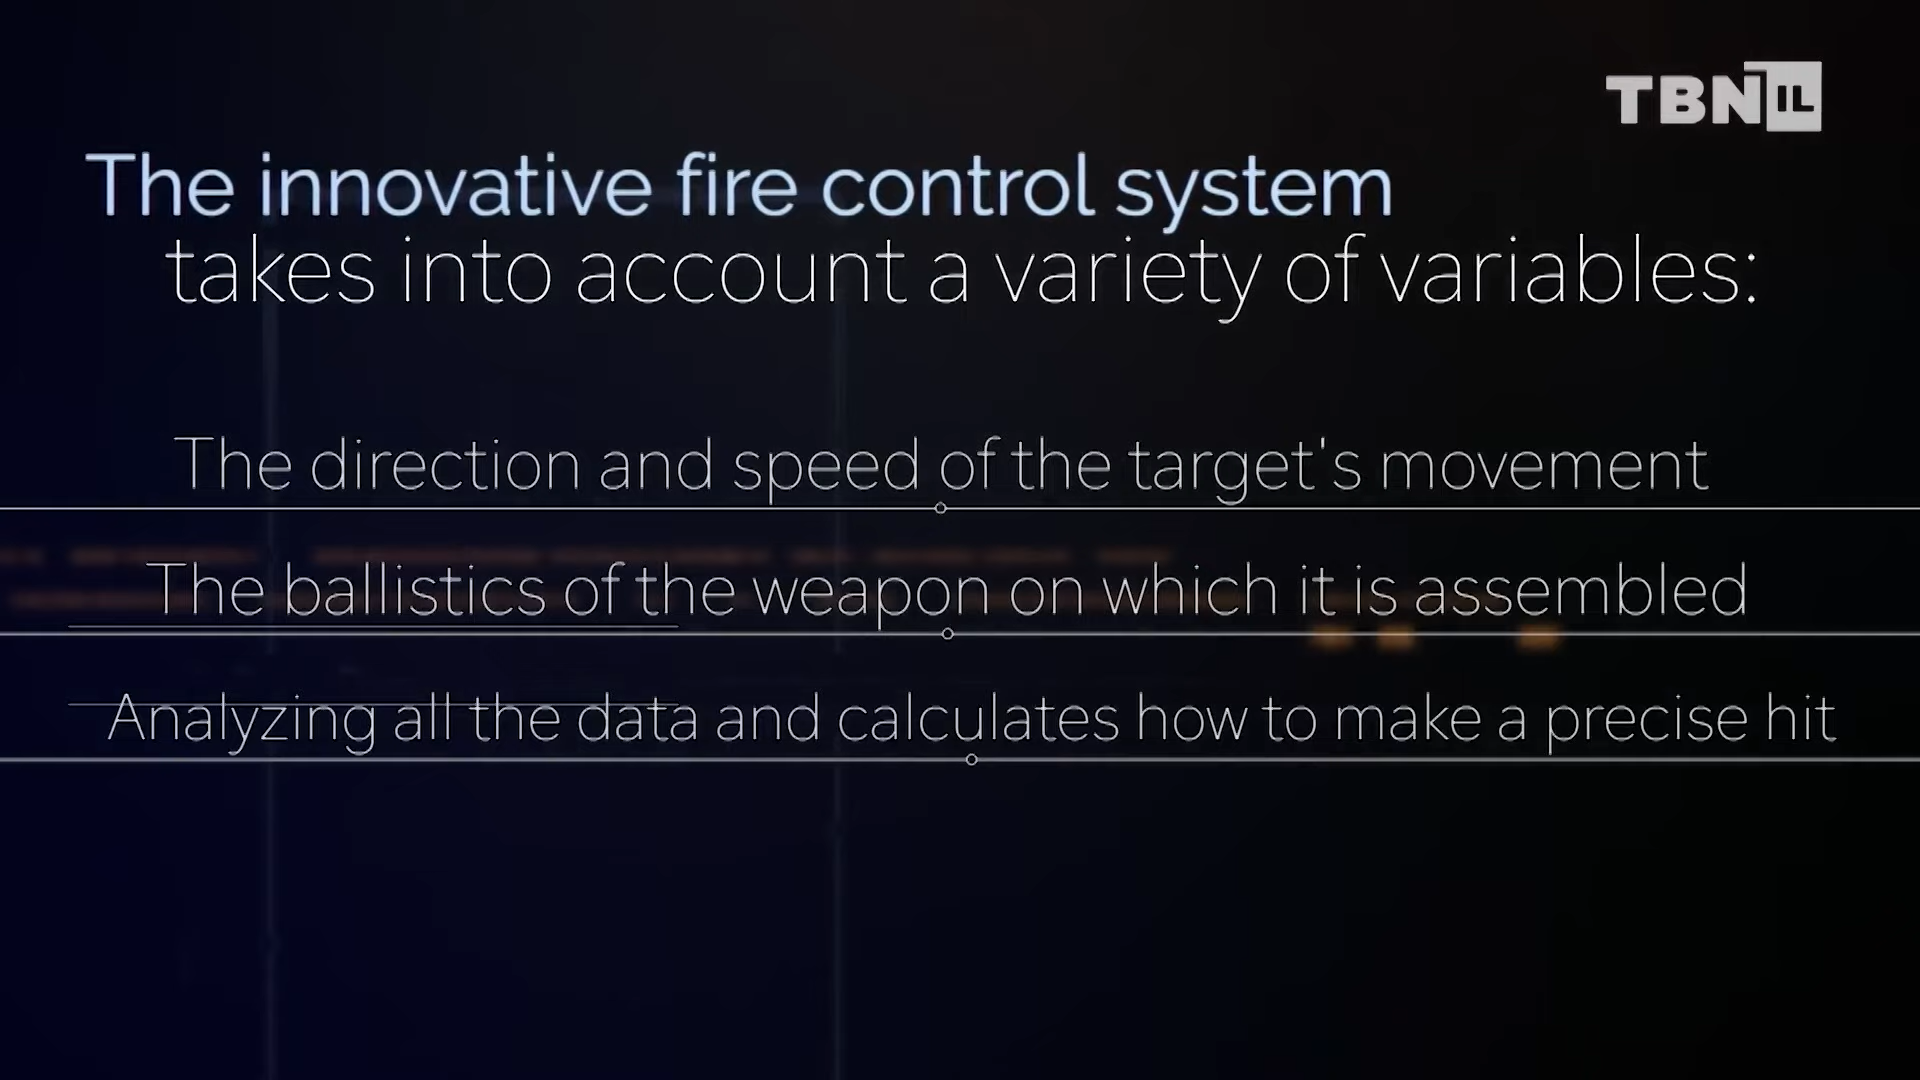 TBN IL
The innovative fire control system
takes into account a variety of variables:
The direction and speed of the target's movement
The ballistics of the weapon on which it is assembled
Analyzing all the data and calculates how to make a precise hit